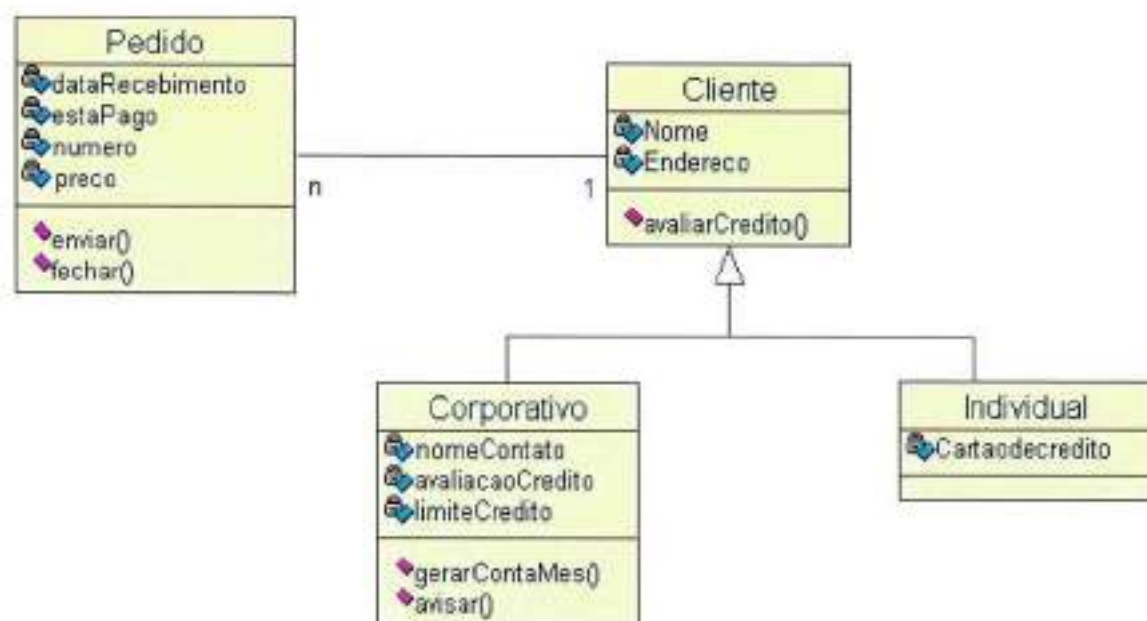 Pedido
dataRecebimento
estaPago
numero
preco
enviar()
fechar()
n
1
Cliente
Nome
Endereco
avaliarCredito()
Corporativo
nomeContato
avaliacaoCredito
limiteCredito
gerarContaMes()
avisar()
Individual
Cartaodecredito